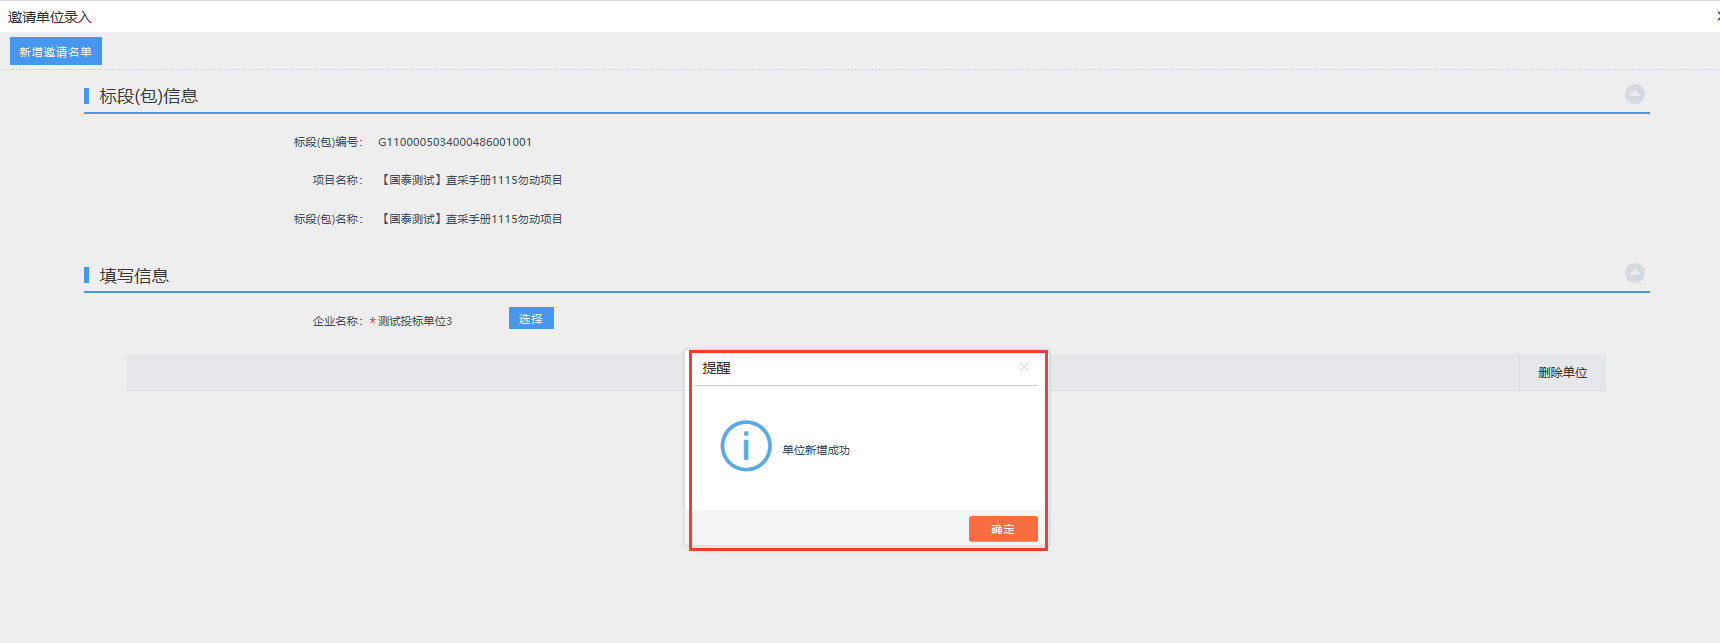 邀请单位录入
新增邀请名单
标段(包)信息
标段(包)编号： G1100005034000486001001
项目名称： 【国泰测试】直采手册1115勿动项目
标段(包)名称： 【国泰测试】直采手册1115勿动项目
填写信息
企业名称：*测试投标单位3 选择
删除单位
提醒
单位新增成功
确定